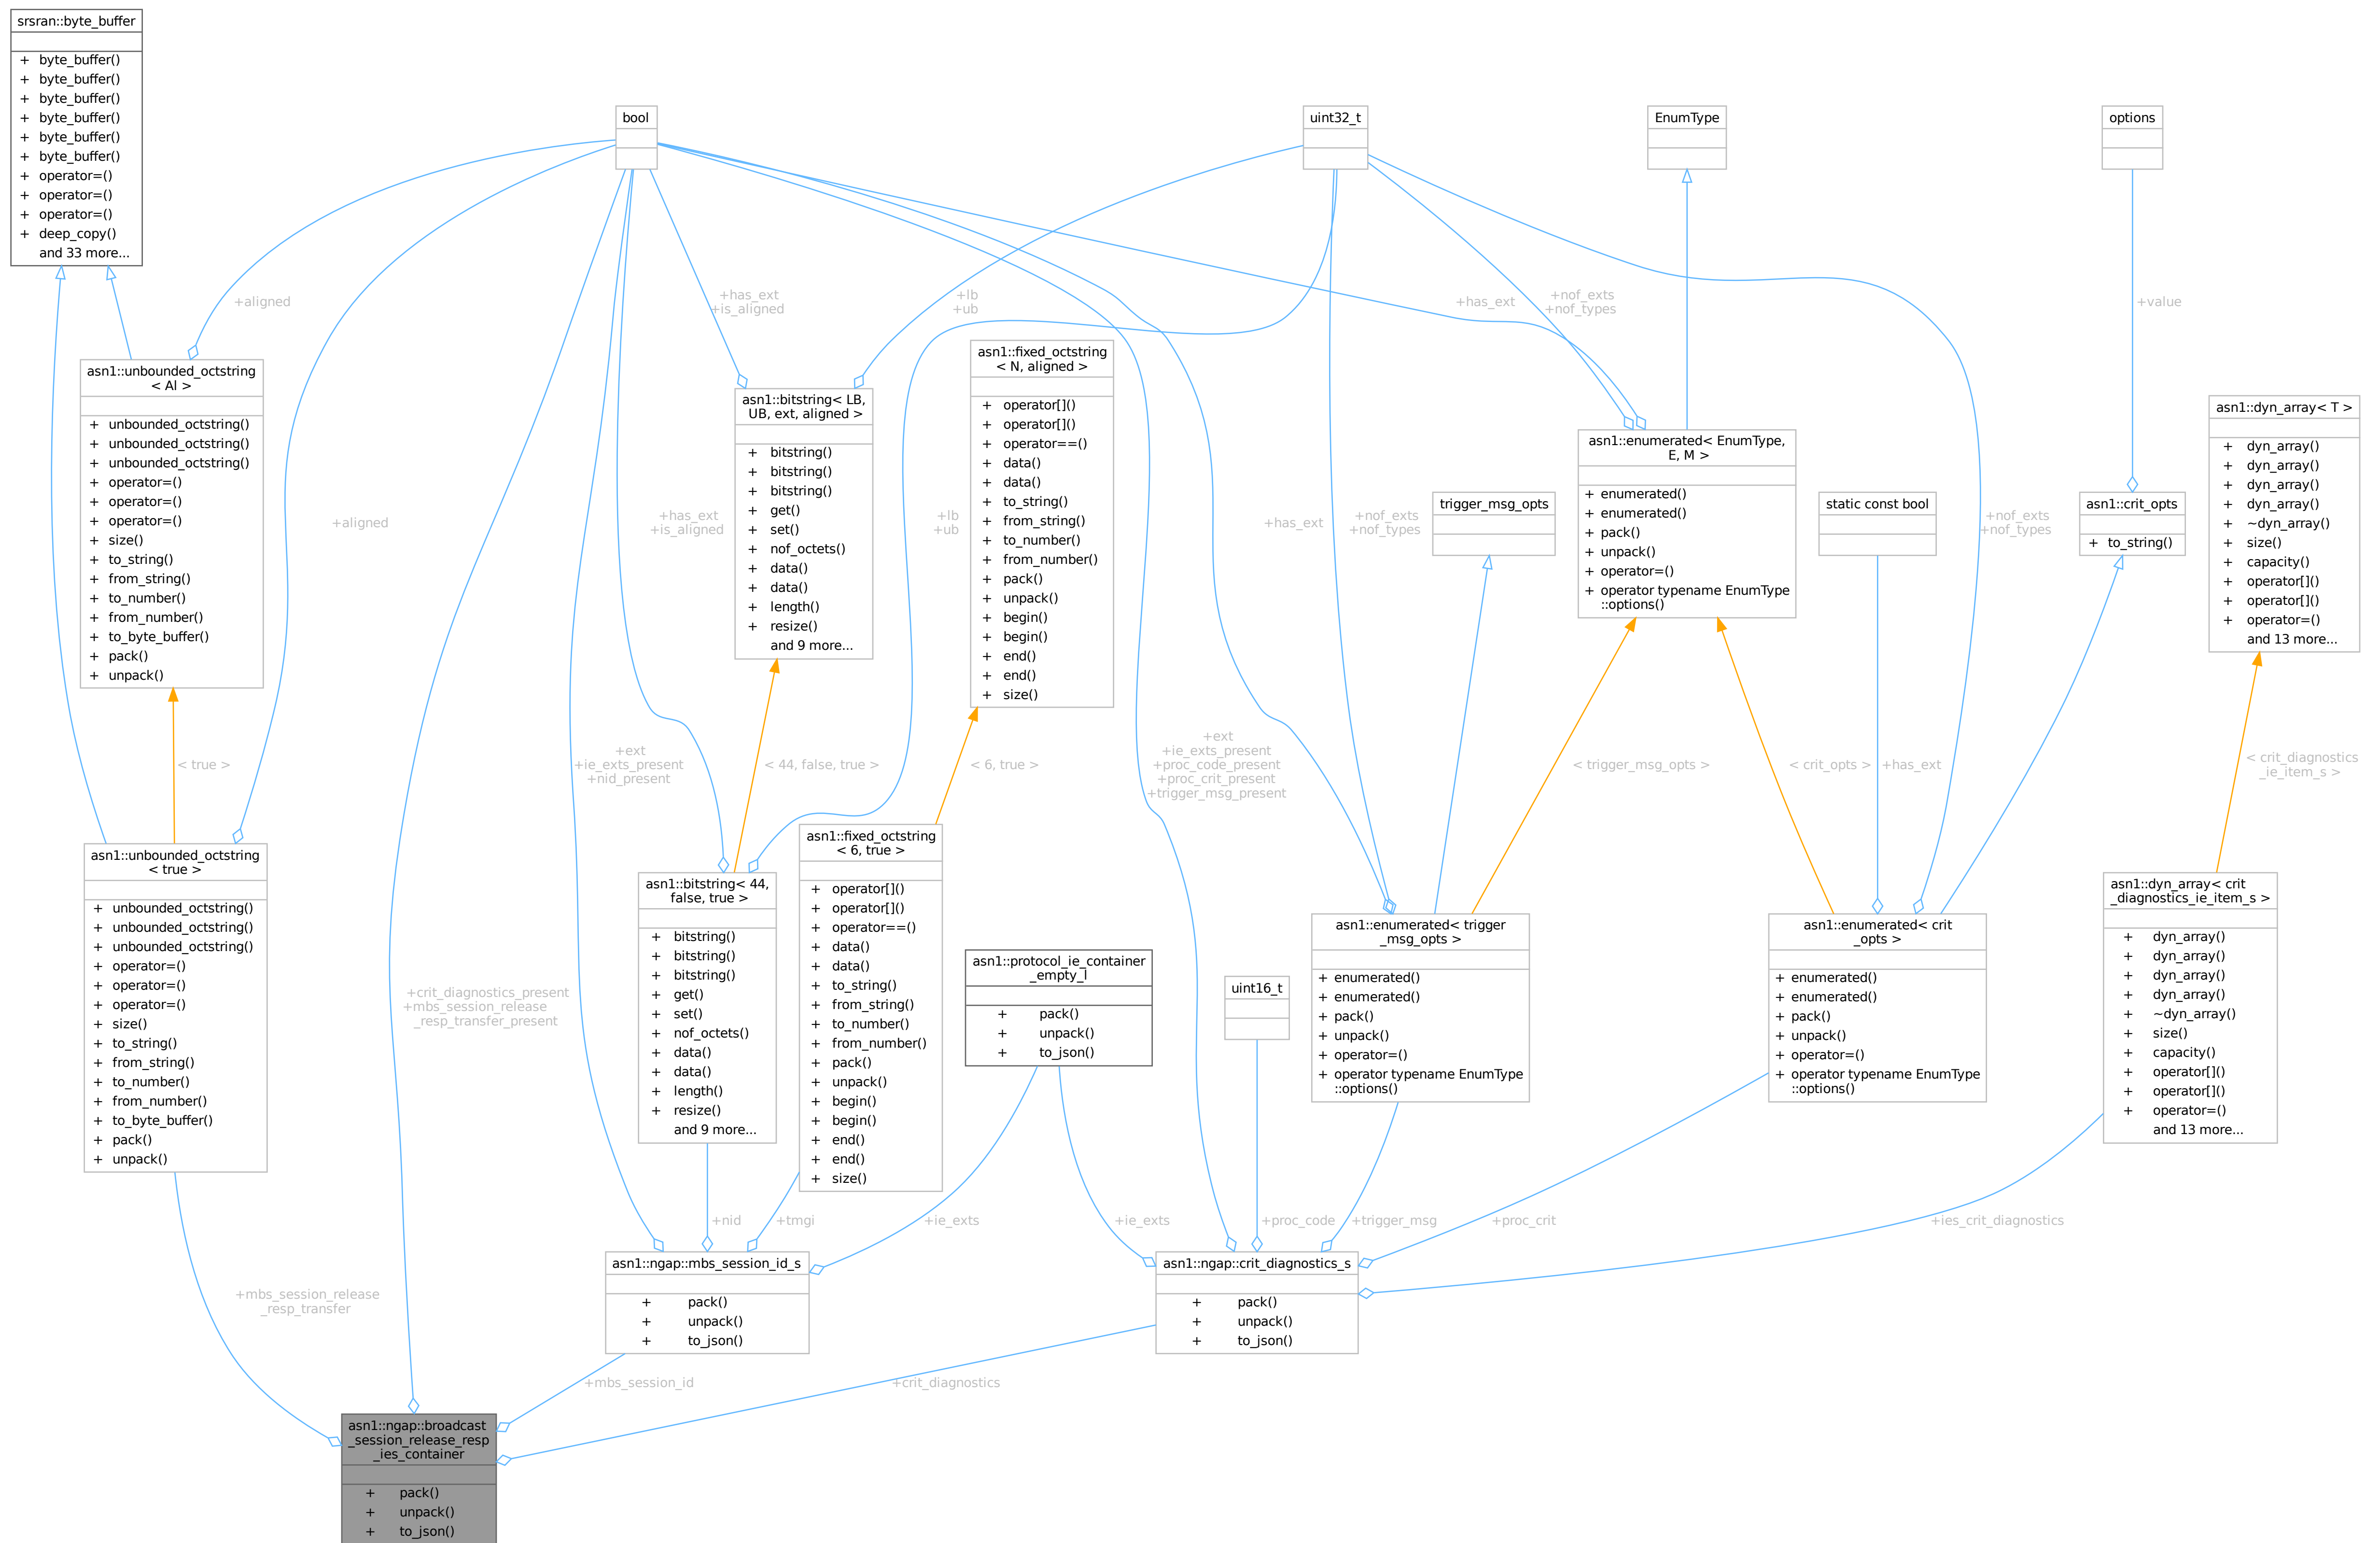 srsran::byte_buffer
+ byte_buffer()
+ byte_buffer()
+ byte_buffer()
+ byte_buffer()
+ byte_buffer()
+ byte_buffer()
+ operator=()
+ operator=()
+ operator=()
+ deep_copy()
and 33 more...
bool
uint32_t
EnumType
options
+aligned
+has_ext
+is_aligned
+lb
+ub
+has_ext
+nof_exts
+nof_types
+value
asn1::unbounded_octstring
< Al >
+ unbounded_octstring()
+ unbounded_octstring()
+ unbounded_octstring()
+ operator=()
+ operator=()
+ operator=()
+ size()
+ to_string()
+ from_string()
+ to_number()
+ from_number()
+ to_byte_buffer()
+ pack()
+ unpack()
asn1::bitstring< LB,
UB, ext, aligned >
+ bitstring()
+ bitstring()
+ bitstring()
+ get()
+ set()
+ nof_octets()
+ data()
+ data()
+ length()
+ resize()
and 9 more...
asn1::fixed_octstring
< N, aligned >
+ operator[]()
+ operator[]()
+ operator==()
+ data()
+ data()
+ to_string()
+ from_string()
+ to_number()
+ from_number()
+ pack()
+ unpack()
+ begin()
+ begin()
+ end()
+ end()
+ size()
asn1::enumerated< EnumType,
E, M >
+ enumerated()
+ enumerated()
+ pack()
+ unpack()
+ operator=()
+ operator typename EnumType
::options()
asn1::dyn_array< T >
+ dyn_array()
+ dyn_array()
+ dyn_array()
+ dyn_array()
+ ~dyn_array()
+ size()
+ capacity()
+ operator[]()
+ operator[]()
+ operator=()
and 13 more...
trigger_msg_opts
static const bool
asn1::crit_opts
+ to_string()
+aligned
+has_ext
+is_aligned
+lb
+ub
+has_ext
+nof_exts
+nof_types
+nof_exts
+nof_types
< true >
+ext
+ie_exts_present
+nid_present
< 44, false, true >
< 6, true >
+ext
+ie_exts_present
+proc_code_present
+proc_crit_present
+trigger_msg_present
< trigger_msg_opts >
< crit_opts >
+has_ext
< crit_diagnostics
_ie_item_s >
asn1::unbounded_octstring
< true >
+ unbounded_octstring()
+ unbounded_octstring()
+ unbounded_octstring()
+ operator=()
+ operator=()
+ operator=()
+ size()
+ to_string()
+ from_string()
+ to_number()
+ from_number()
+ to_byte_buffer()
+ pack()
+ unpack()
+crit_diagnostics_present
+mbs_session_release
_resp_transfer_present
asn1::bitstring< 44,
false, true >
+ bitstring()
+ bitstring()
+ bitstring()
+ get()
+ set()
+ nof_octets()
+ data()
+ data()
+ length()
+ resize()
and 9 more...
asn1::fixed_octstring
< 6, true >
+ operator[]()
+ operator[]()
+ operator==()
+ data()
+ data()
+ to_string()
+ from_string()
+ to_number()
+ from_number()
+ pack()
+ unpack()
+ begin()
+ begin()
+ end()
+ end()
+ size()
asn1::protocol_ie_container
_empty_l
+ pack()
+ unpack()
+ to_json()
uint16_t
asn1::enumerated< trigger
_msg_opts >
+ enumerated()
+ enumerated()
+ pack()
+ unpack()
+ operator=()
+ operator typename EnumType
::options()
asn1::enumerated< crit
_opts >
+ enumerated()
+ enumerated()
+ pack()
+ unpack()
+ operator=()
+ operator typename EnumType
::options()
asn1::dyn_array< crit
_diagnostics_ie_item_s >
+ dyn_array()
+ dyn_array()
+ dyn_array()
+ dyn_array()
+ ~dyn_array()
+ size()
+ capacity()
+ operator[]()
+ operator[]()
+ operator=()
and 13 more...
+nid
+tmgi
+ie_exts
+ie_exts
+proc_code
+trigger_msg
+proc_crit
+ies_crit_diagnostics
+mbs_session_release
_resp_transfer
asn1::ngap::mbs_session_id_s
+ pack()
+ unpack()
+ to_json()
asn1::ngap::crit_diagnostics_s
+ pack()
+ unpack()
+ to_json()
+mbs_session_id
+crit_diagnostics
asn1::ngap::broadcast
_session_release_resp
_ies_container
+ pack()
+ unpack()
+ to_json()